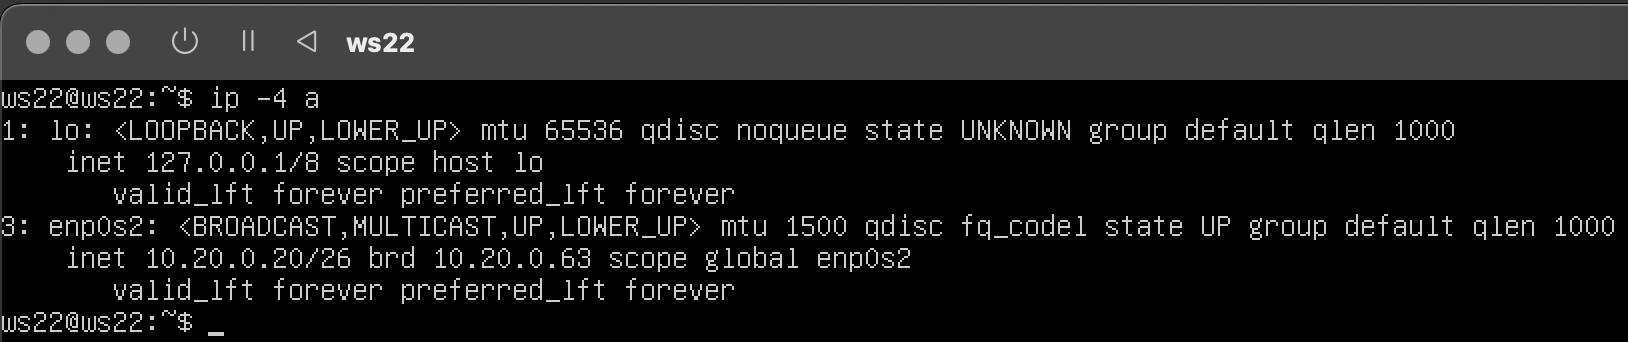 ws22
ws22@ws22:~$ ip -4 a
1: lo: <LOOPBACK,UP,LOWER_UP> mtu 65536 qdisc noqueue state UNKNOWN group default qlen 1000
    inet 127.0.0.1/8 scope host lo
       valid_lft forever preferred_lft forever
3: enp0s2: <BROADCAST,MULTICAST,UP,LOWER_UP> mtu 1500 qdisc fq_codel state UP group default qlen 1000
    inet 10.20.0.20/26 brd 10.20.0.63 scope global enp0s2
       valid_lft forever preferred_lft forever
ws22@ws22:~$ _